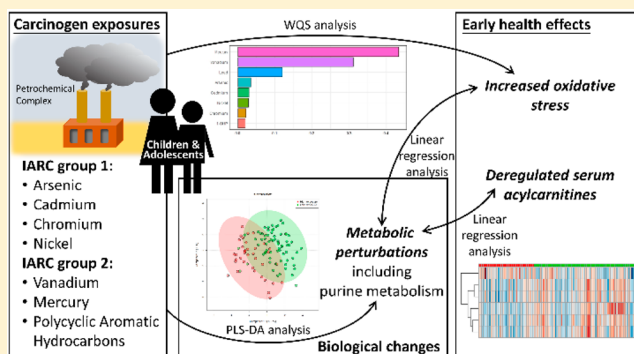 Carcinogen exposures
Petrochemical
Complex
Children &
Adolescents
IARC group 1:
• Arsenic
• Cadmium
• Chromium
• Nickel
IARC group 2:
• Vanadium
• Mercury
• Polycyclic Aromatic
Hydrocarbons
WQS analysis
Linear
regression
analysis
PLS-DA analysis
Metabolic
perturbations
including
purine metabolism
Biological changes
Early health effects
Increased oxidative
stress
Deregulated serum
acylcarnitines
Linear
regression
analysis